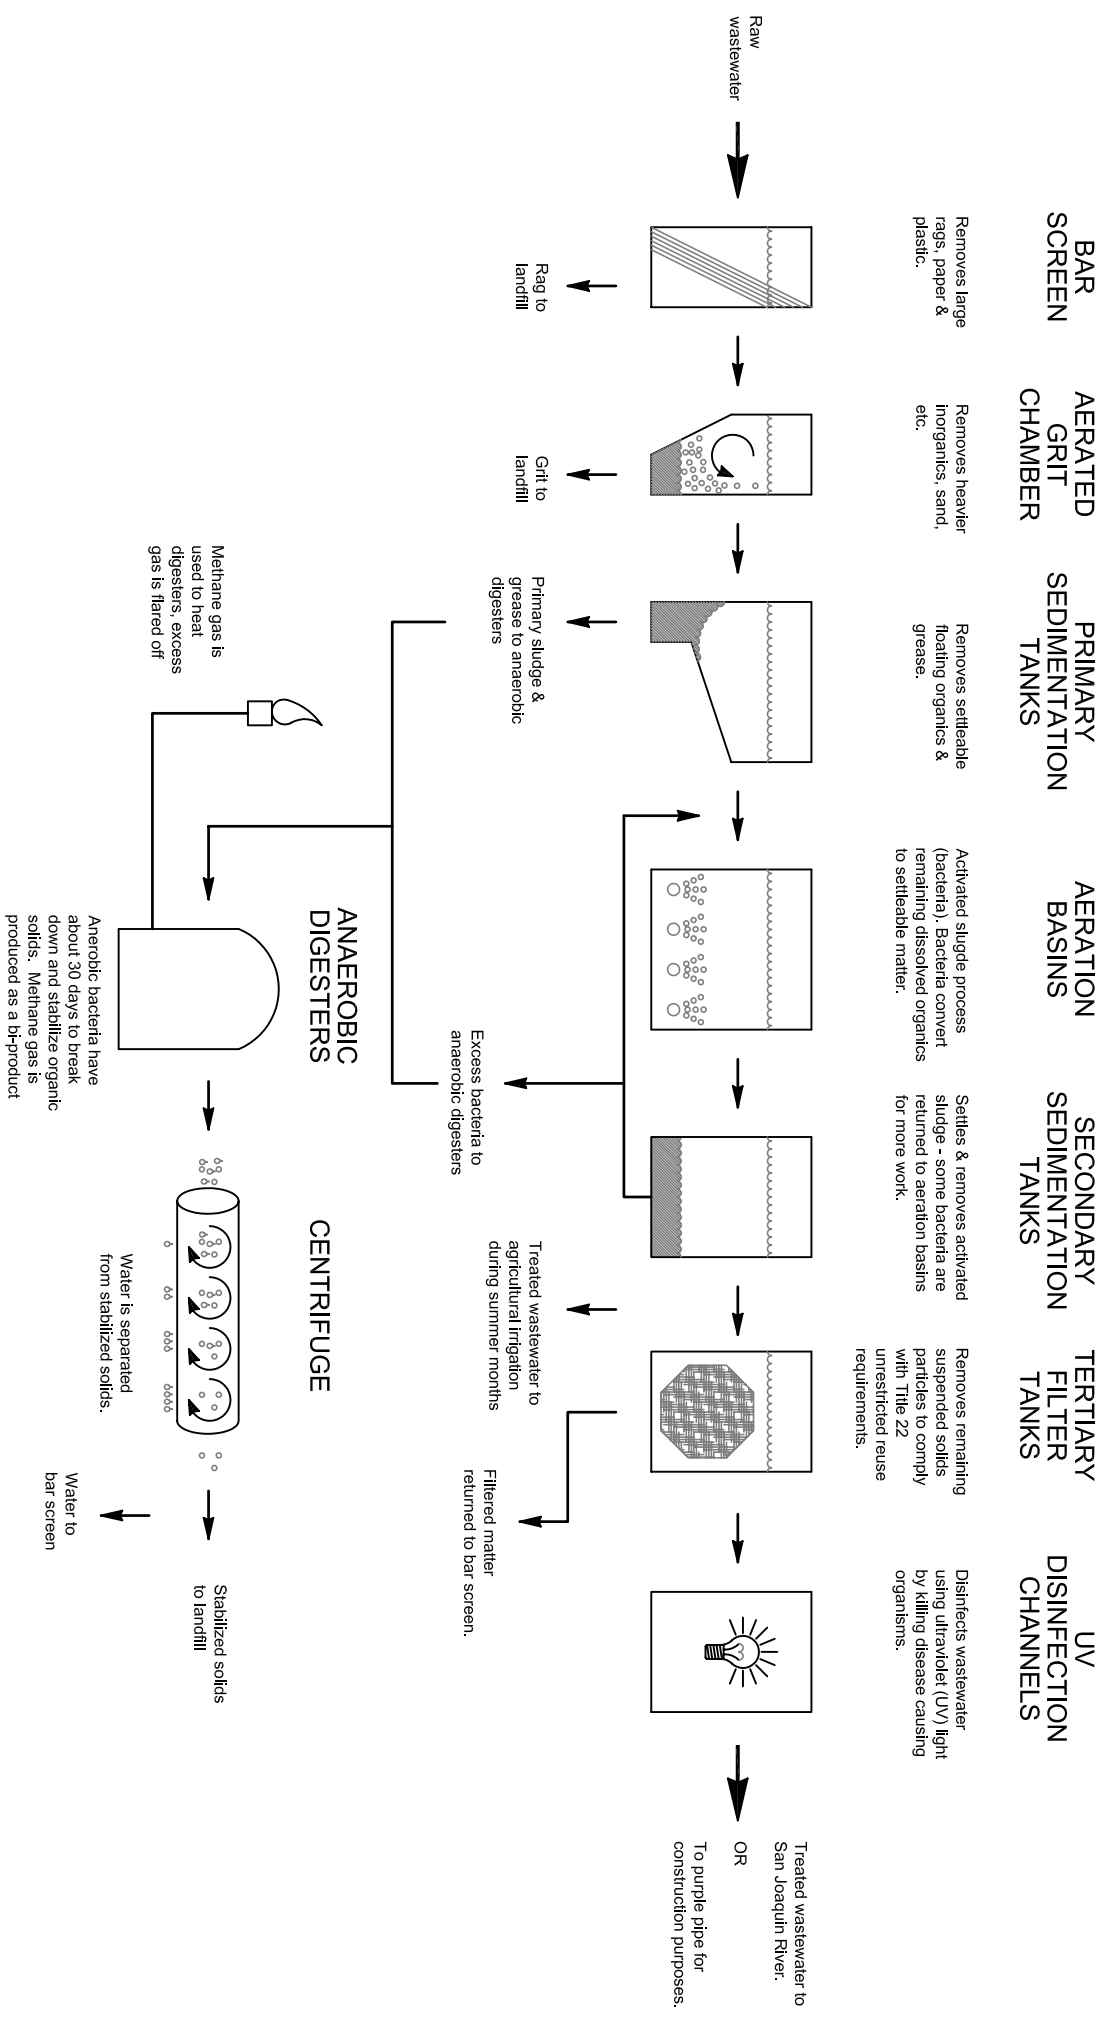 Raw
wastewater
BAR
SCREEN
Removes large
rags, paper &
plastic.
Rag to
landfill
AERATED
GRIT
CHAMBER
Removes heavier
inorganics, sand,
etc.
Grit to
landfill
PRIMARY
SEDIMENTATION
TANKS
Removes settleable
floating organics &
grease.
Primary sludge &
grease to anaerobic
digesters
AERATION
BASINS
Activated slugde process
(bacteria). Bacteria convert
remaining dissolved organics
to settleable matter.
SECONDARY
SEDIMENTATION
TANKS
Settles & removes activated
sludge - some bacteria are
returned to aeration basins
for more work.
Excess bacteria to
anaerobic digesters
Treated wastewater to
agricultural irrigation
during summer months
TERTIARY
FILTER
TANKS
Removes remaining
suspended solids
particles to comply
with Title 22
unrestricted reuse
requirements.
Filtered matter
returned to bar screen.
UV
DISINFECTION
CHANNELS
Disinfects wastewater
using ultraviolet (UV) light
by killing disease causing
organisms.
Treated wastewater to
San Joaquin River.
OR
To purple pipe for
construction purposes.
Methane gas is
used to heat
digesters, excess
gas is flared off
ANAEROBIC
DIGESTERS
Anerobic bacteria have
about 30 days to break
down and stabilize organic
solids. Methane gas is
produced as a bi-product
CENTRIFUGE
Water is separated
from stabilized solids.
Water to
bar screen
Stabilized solids
to landfill